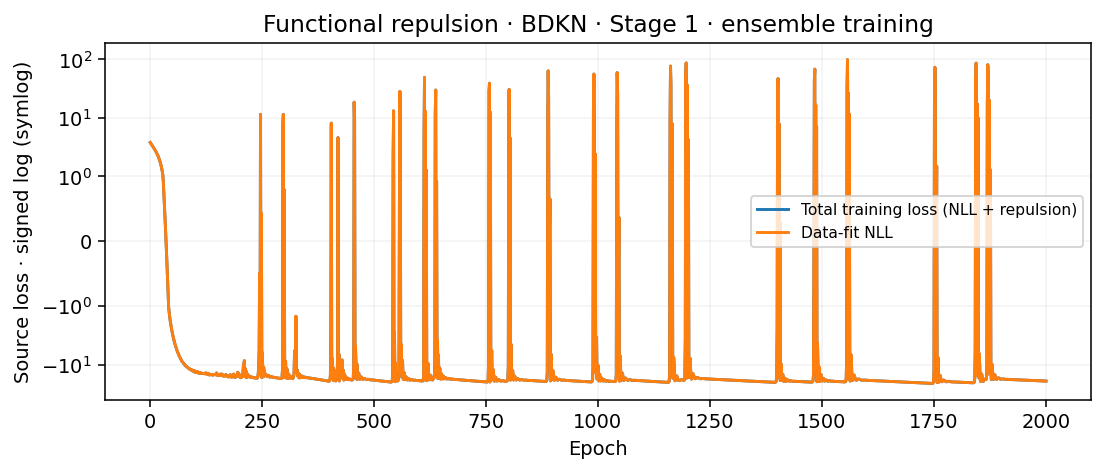 Functional repulsion · BDKN · Stage 1 · ensemble training
Source loss · signed log (symlog)
10²
10¹
10⁰
0
−10⁰
−10¹
Total training loss (NLL + repulsion)
Data-fit NLL
0 250 500 750 1000 1250 1500 1750 2000
Epoch